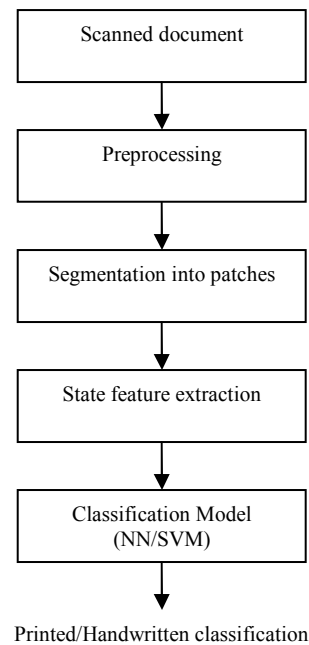 Scanned document
Preprocessing
Segmentation into patches
State feature extraction
Classification Model
(NN/SVM)
Printed/Handwritten classification